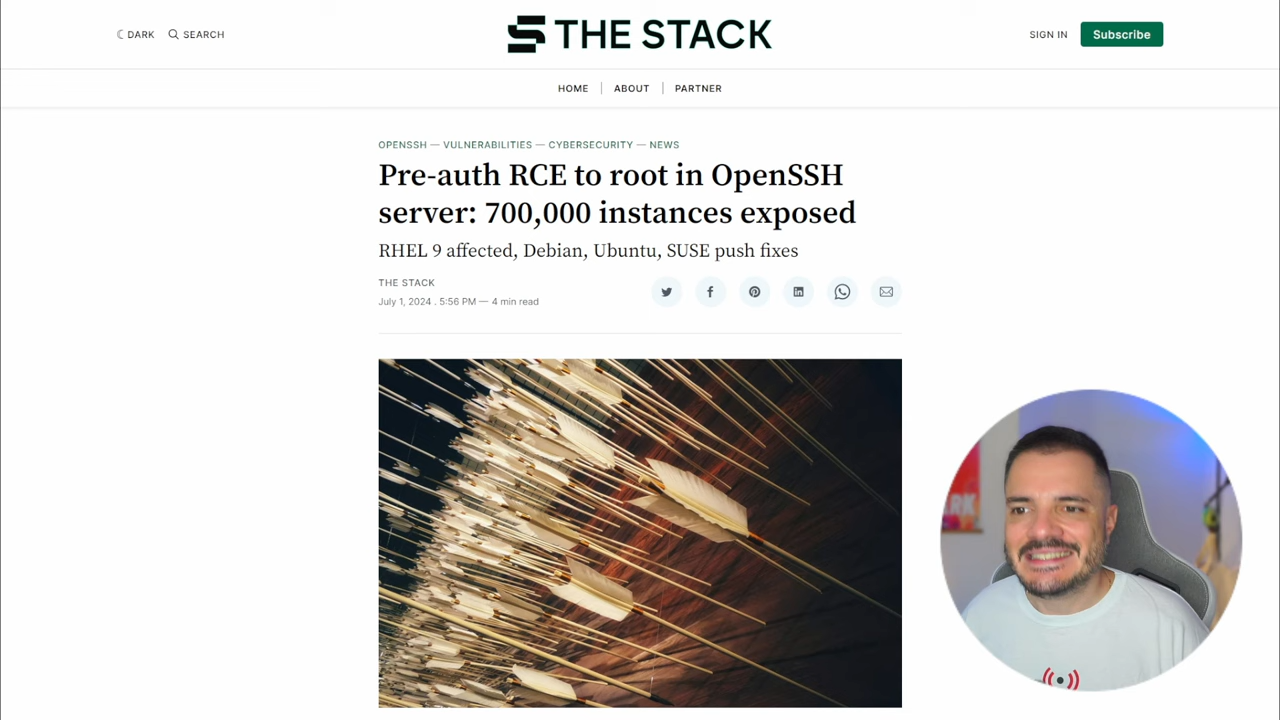 DARK
SEARCH
THE STACK
SIGN IN
Subscribe
HOME
ABOUT
PARTNER
OPENSSH — VULNERABILITIES — CYBERSECURITY — NEWS
Pre-auth RCE to root in OpenSSH
server: 700,000 instances exposed
RHEL 9 affected, Debian, Ubuntu, SUSE push fixes
THE STACK
July 1, 2024 . 5:56 PM — 4 min read